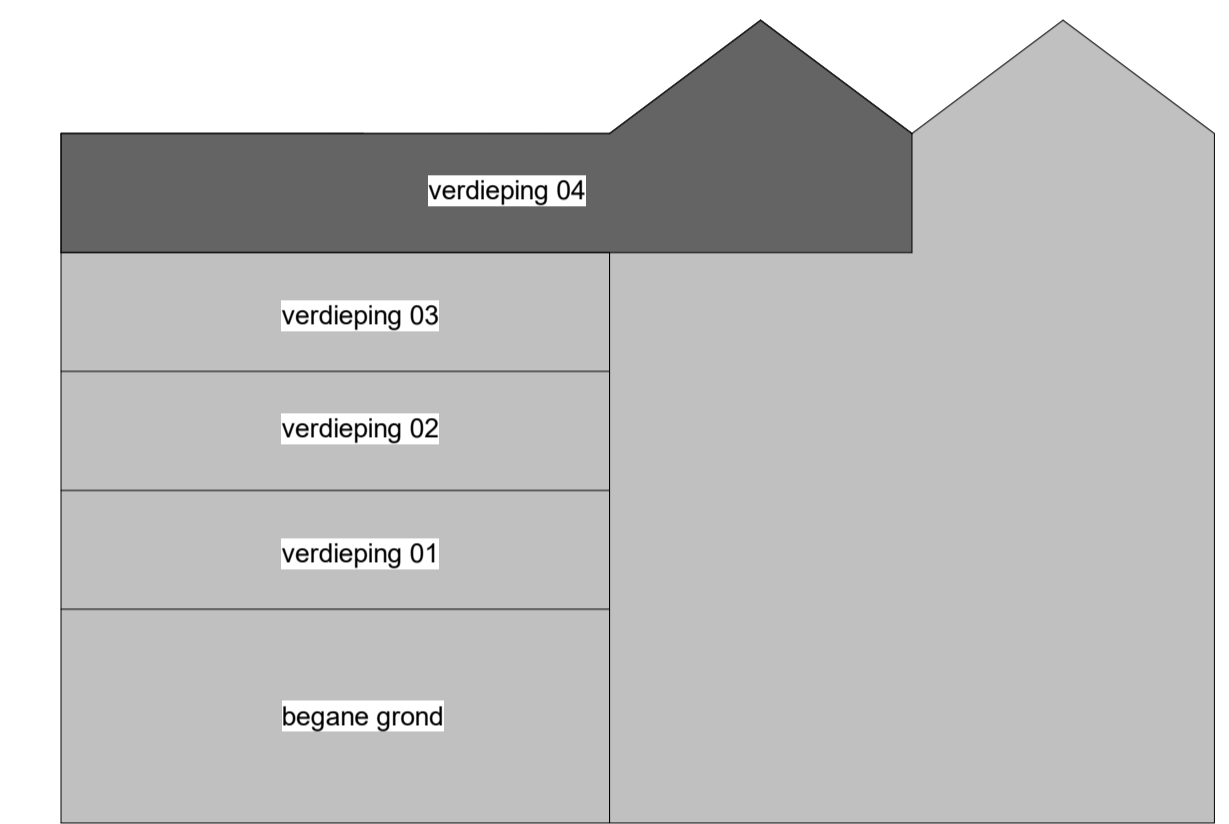 verdieping 04
verdieping 03
verdieping 02
verdieping 01
begane grond